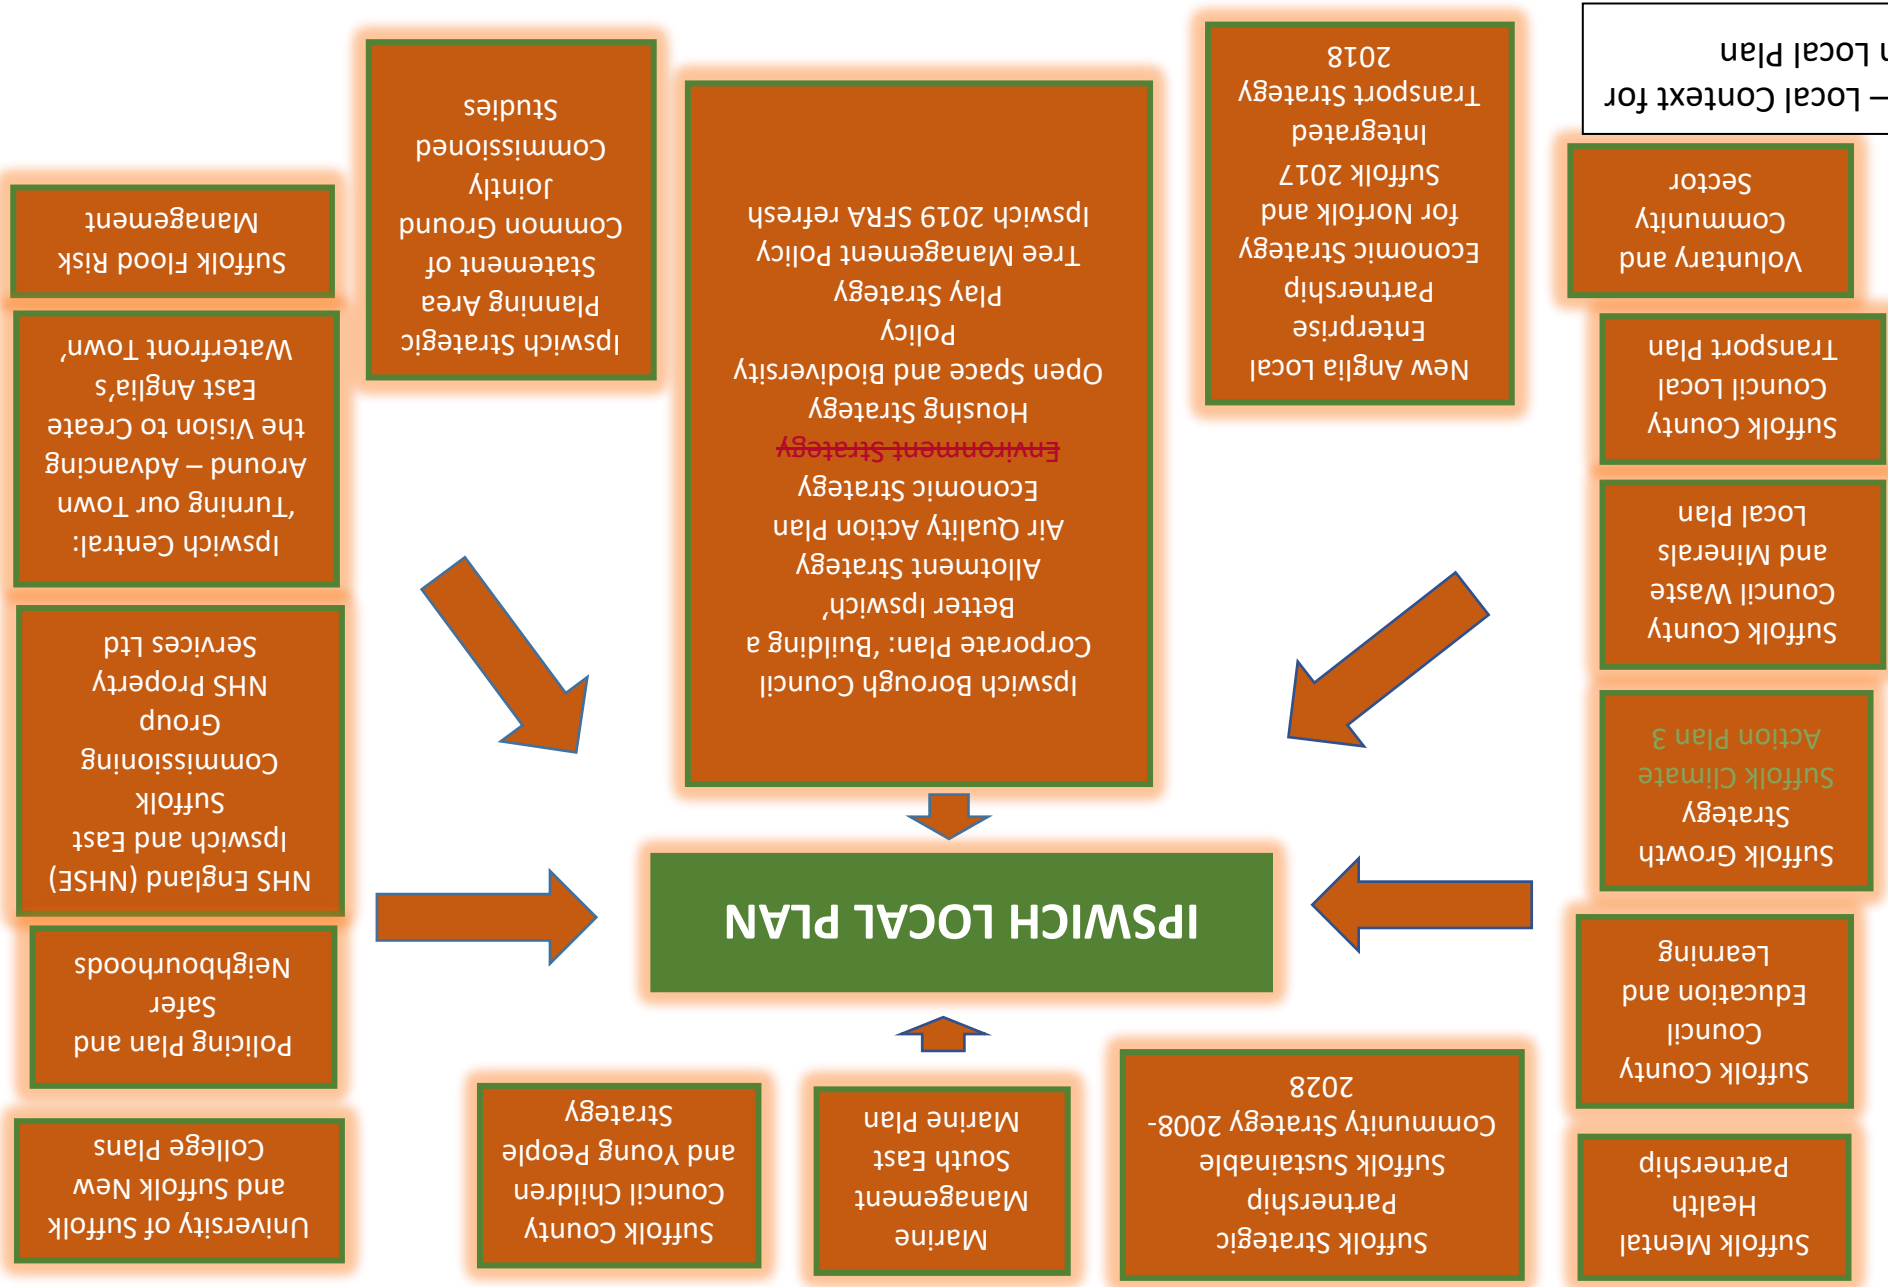 Suffolk Mental
Health
Partnership
Suffolk Strategic
Partnership
Suffolk Sustainable
Community Strategy 2008-
2028
Marine
Management
South East
Marine Plan
Suffolk County
Council Children
and Young People
Strategy
University of Suffolk
and Suffolk New
College Plans
Suffolk County
Council
Education and
Learning
Policing Plan and
Safer
Neighbourhoods
Suffolk Growth
Strategy
Suffolk Climate
Action Plan 3
IPSWICH LOCAL PLAN
NHS England (NHSE)
Ipswich and East
Suffolk
Commissioning
Group
NHS Property
Services Ltd
Suffolk County
Council Waste
and Minerals
Local Plan
Ipswich Borough Council
Corporate Plan: ‘Building a
Better Ipswich’
Allotment Strategy
Air Quality Action Plan
Economic Strategy
Environment Strategy
Housing Strategy
Open Space and Biodiversity
Policy
Play Strategy
Tree Management Policy
Ipswich 2019 SFRA refresh
Ipswich Central:
‘Turning our Town
Around – Advancing
the Vision to Create
East Anglia’s
Waterfront Town’
Suffolk County
Council Local
Transport Plan
New Anglia Local
Enterprise
Partnership
Economic Strategy
for Norfolk and
Suffolk 2017
Integrated
Transport Strategy
2018
Ipswich Strategic
Planning Area
Statement of
Common Ground
Jointly
Commissioned
Studies
Suffolk Flood Risk
Management
Voluntary and
Community
Sector
– Local Context for
Local Plan